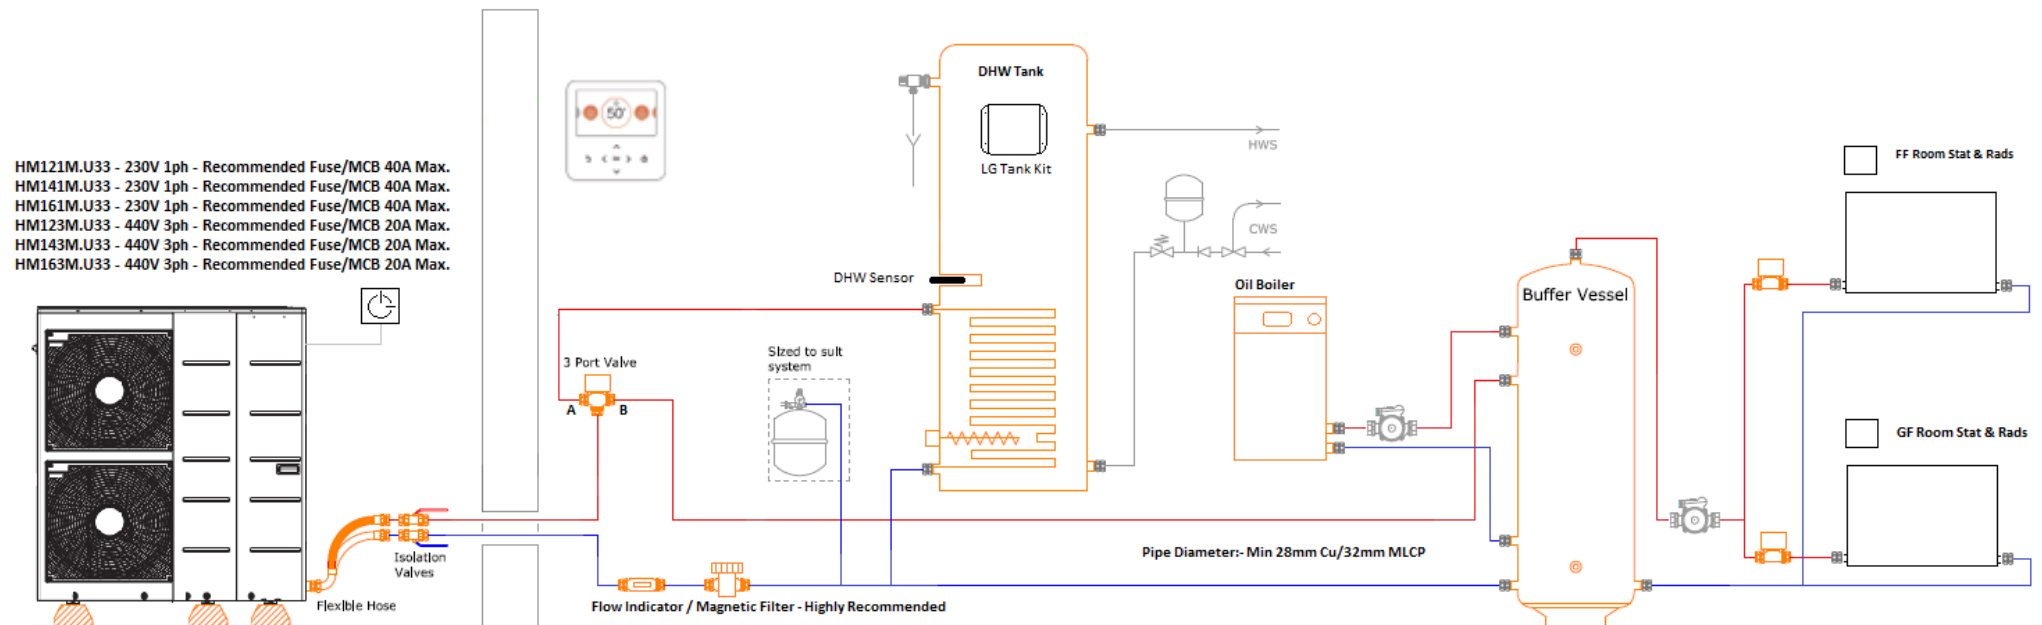 HM121M.U33 - 230V 1ph - Recommended Fuse/MCB 40A Max.
HM141M.U33 - 230V 1ph - Recommended Fuse/MCB 40A Max.
HM161M.U33 - 230V 1ph - Recommended Fuse/MCB 40A Max.
HM123M.U33 - 440V 3ph - Recommended Fuse/MCB 20A Max.
HM143M.U33 - 440V 3ph - Recommended Fuse/MCB 20A Max.
HM163M.U33 - 440V 3ph - Recommended Fuse/MCB 20A Max.
50°
DHW Tank
LG Tank Kit
HWS
CWS
DHW Sensor
Oil Boiler
Buffer Vessel
FF Room Stat & Rads
GF Room Stat & Rads
3 Port Valve
A
B
Sized to suit
system
Isolation
Valves
Flexible Hose
Flow Indicator / Magnetic Filter - Highly Recommended
Pipe Diameter:- Min 28mm Cu/32mm MLCP